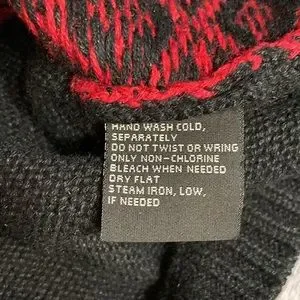 HAND WASH COLD,
SEPARATELY
DO NOT TWIST OR WRING
ONLY NON-CHLORINE
BLEACH WHEN NEEDED
DRY FLAT
STEAM IRON, LOW,
IF NEEDED